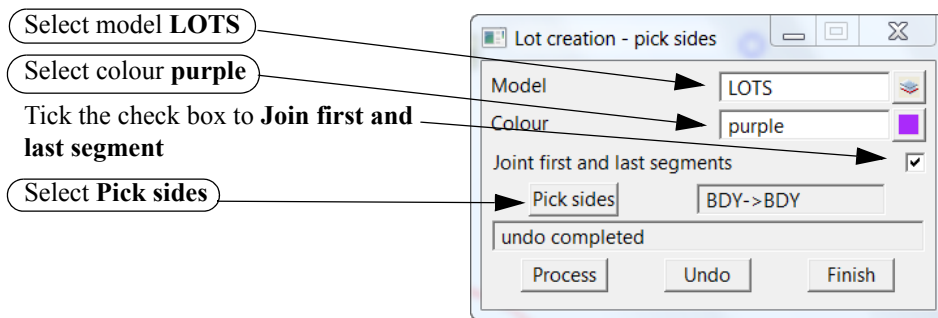 Select model LOTS
Select colour purple
Tick the check box to Join first and
last segment
Select Pick sides
Lot creation - pick sides
Model LOTS
Colour purple
Joint first and last segments
Pick sides BDY->BDY
undo completed
Process Undo Finish